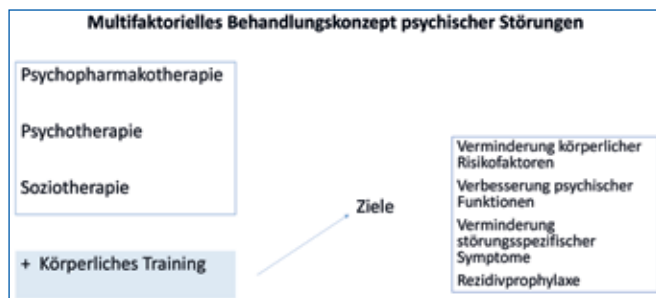 Multifaktorielles Behandlungskonzept psychischer Störungen
Psychopharmakotherapie
Psychotherapie
Soziotherapie
+ Körperliches Training
Ziele
Verminderung körperlicher
Risikofaktoren
Verbesserung psychischer
Funktionen
Verminderung
störungsspezifischer
Symptome
Rezidivprophylaxe